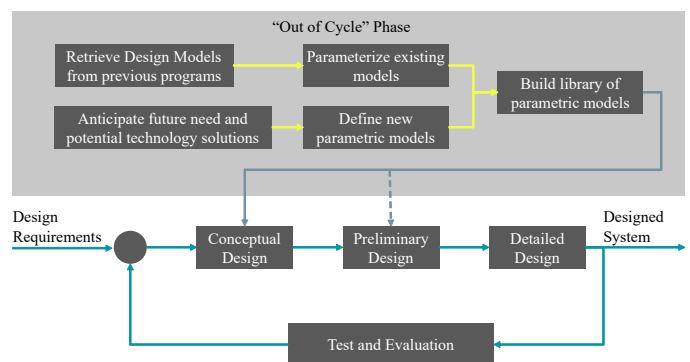 “Out of Cycle” Phase
Retrieve Design Models
from previous programs
Parameterize existing
models
Build library of
parametric models
Anticipate future need and
potential technology solutions
Define new
parametric models
Design
Requirements
Conceptual
Design
Preliminary
Design
Detailed
Design
Designed
System
Test and Evaluation